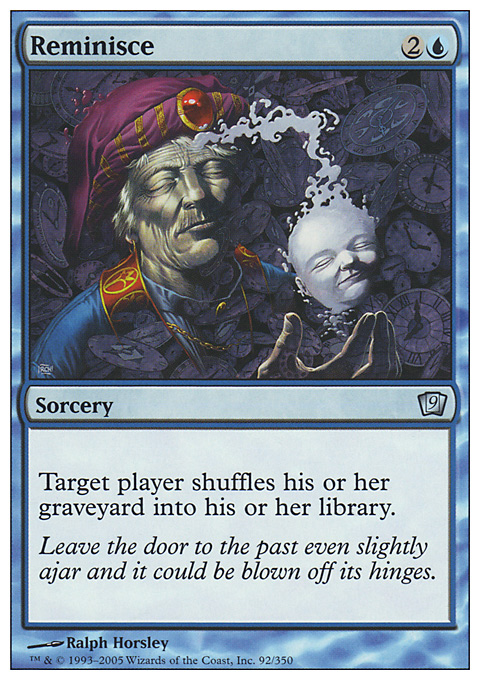 Reminisce 2
Sorcery 9
Target player shuffles his or her
graveyard into his or her library.
Leave the door to the past even slightly
ajar and it could be blown off its hinges.
Ralph Horsley
™ & © 1993–2005 Wizards of the Coast, Inc. 92/350